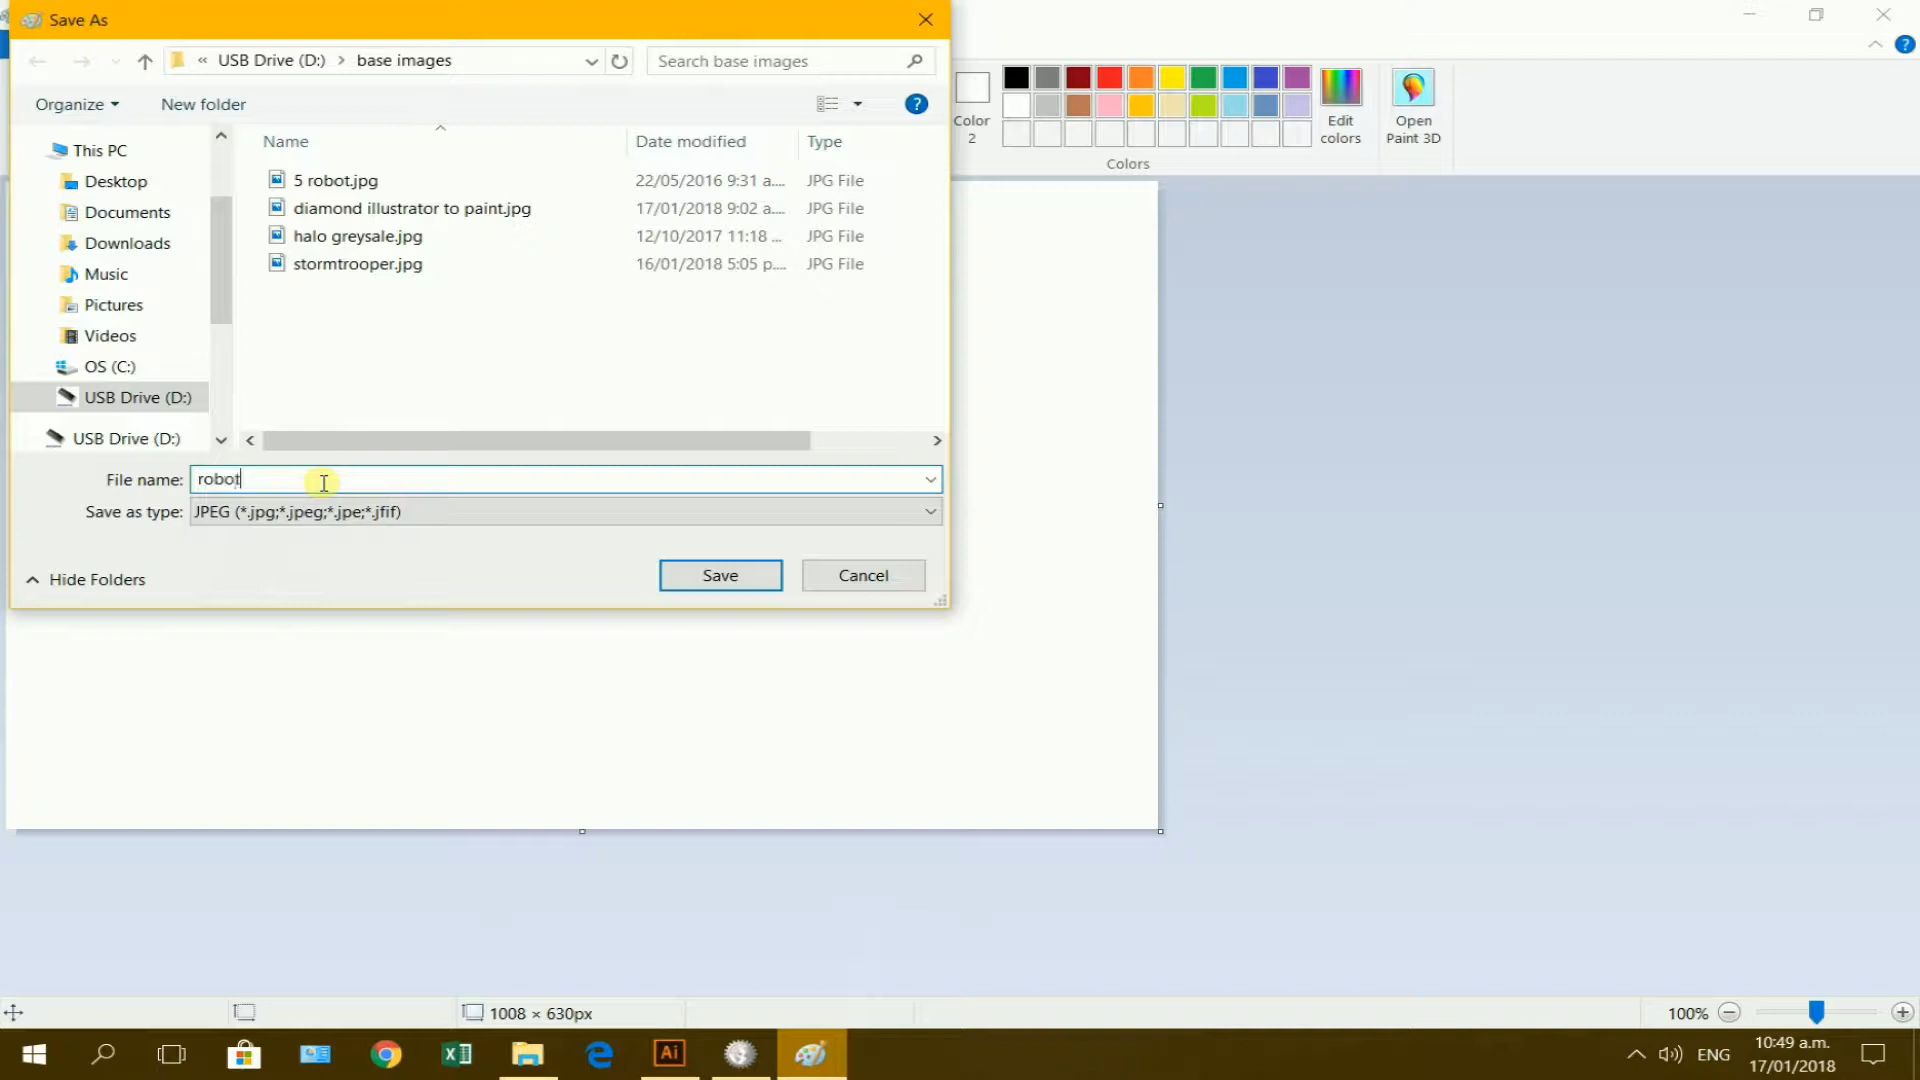 Save As
« USB Drive (D:) > base images
Search base images
Organize
New folder
Name
Date modified
Type
This PC
Desktop
Documents
Downloads
Music
Pictures
Videos
OS (C:)
USB Drive (D:)
USB Drive (D:)
5 robot.jpg 22/05/2016 9:31 a.... JPG File
diamond illustrator to paint.jpg 17/01/2018 9:02 a.... JPG File
halo greysale.jpg 12/10/2017 11:18 ... JPG File
stormtrooper.jpg 16/01/2018 5:05 p.... JPG File
File name: robot
Save as type: JPEG (*.jpg;*.jpeg;*.jpe;*.jfif)
Hide Folders
Save
Cancel
Color
2
Edit
colors
Open
Paint 3D
Colors
1008 × 630px
100%
Ai
ENG
10:49 a.m.
17/01/2018